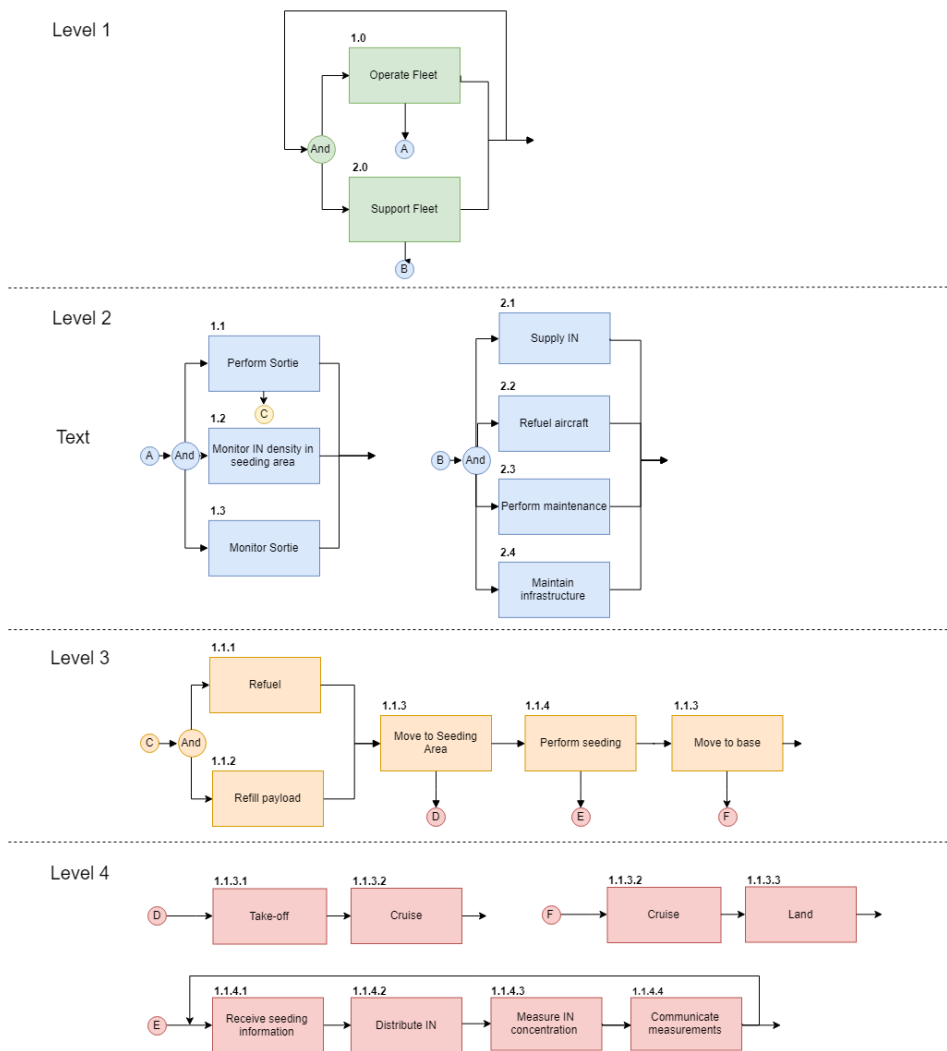 Level 1
1.0
Operate Fleet
A
And
2.0
Support Fleet
B
Level 2
Text
1.1
Perform Sortie
C
1.2
A
And
Monitor IN density in
seeding area
1.3
Monitor Sortie
2.1
Supply IN
2.2
Refuel aircraft
B
And
2.3
Perform maintenance
2.4
Maintain
infrastructure
Level 3
1.1.1
Refuel
C
And
1.1.2
Refill payload
1.1.3
Move to Seeding
Area
D
1.1.4
Perform seeding
E
1.1.3
Move to base
F
Level 4
D
1.1.3.1
Take-off
1.1.3.2
Cruise
F
1.1.3.2
Cruise
1.1.3.3
Land
E
1.1.4.1
Receive seeding
information
1.1.4.2
Distribute IN
1.1.4.3
Measure IN
concentration
1.1.4.4
Communicate
measurements